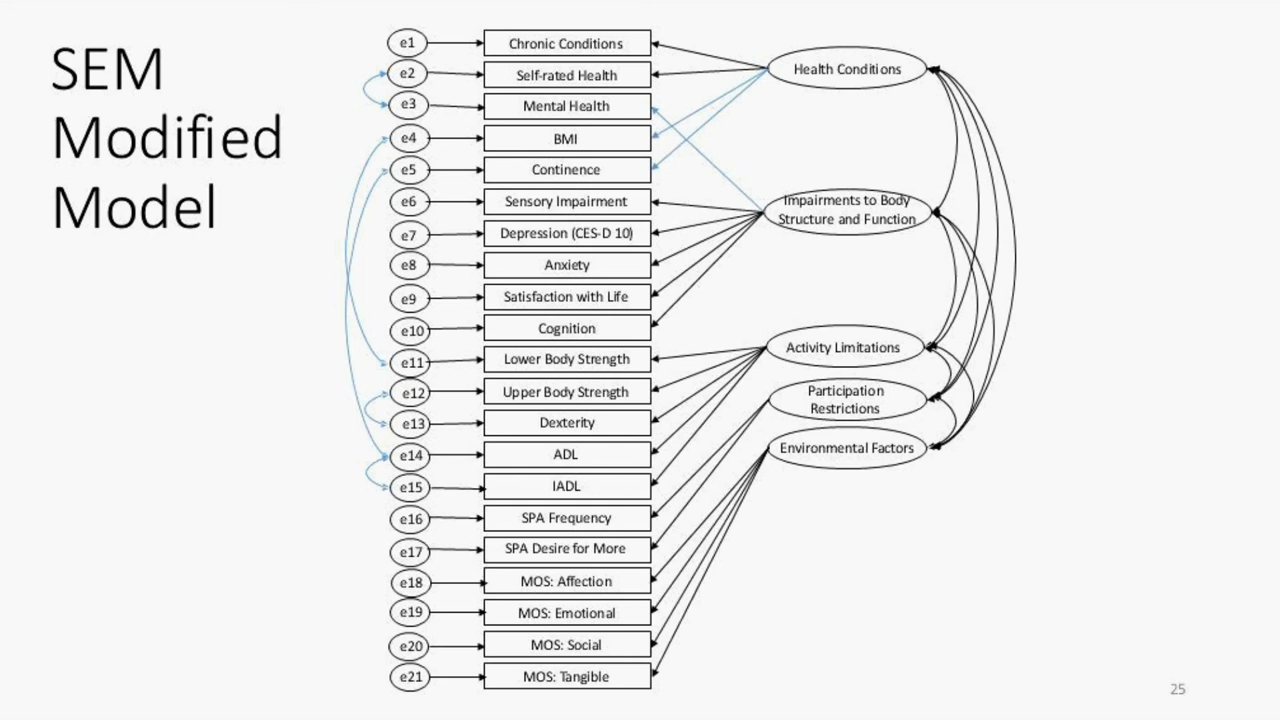 SEM
Modified
Model
e1
Chronic Conditions
Health Conditions
e2
Self-rated Health
e3
Mental Health
e4
BMI
e5
Continence
e6
Sensory Impairment
Impairments to Body
Structure and Function
e7
Depression (CES-D 10)
e8
Anxiety
e9
Satisfaction with Life
e10
Cognition
e11
Lower Body Strength
Activity Limitations
e12
Upper Body Strength
Participation
Restrictions
e13
Dexterity
e14
ADL
Environmental Factors
e15
IADL
e16
SPA Frequency
e17
SPA Desire for More
e18
MOS: Affection
e19
MOS: Emotional
e20
MOS: Social
e21
MOS: Tangible
25